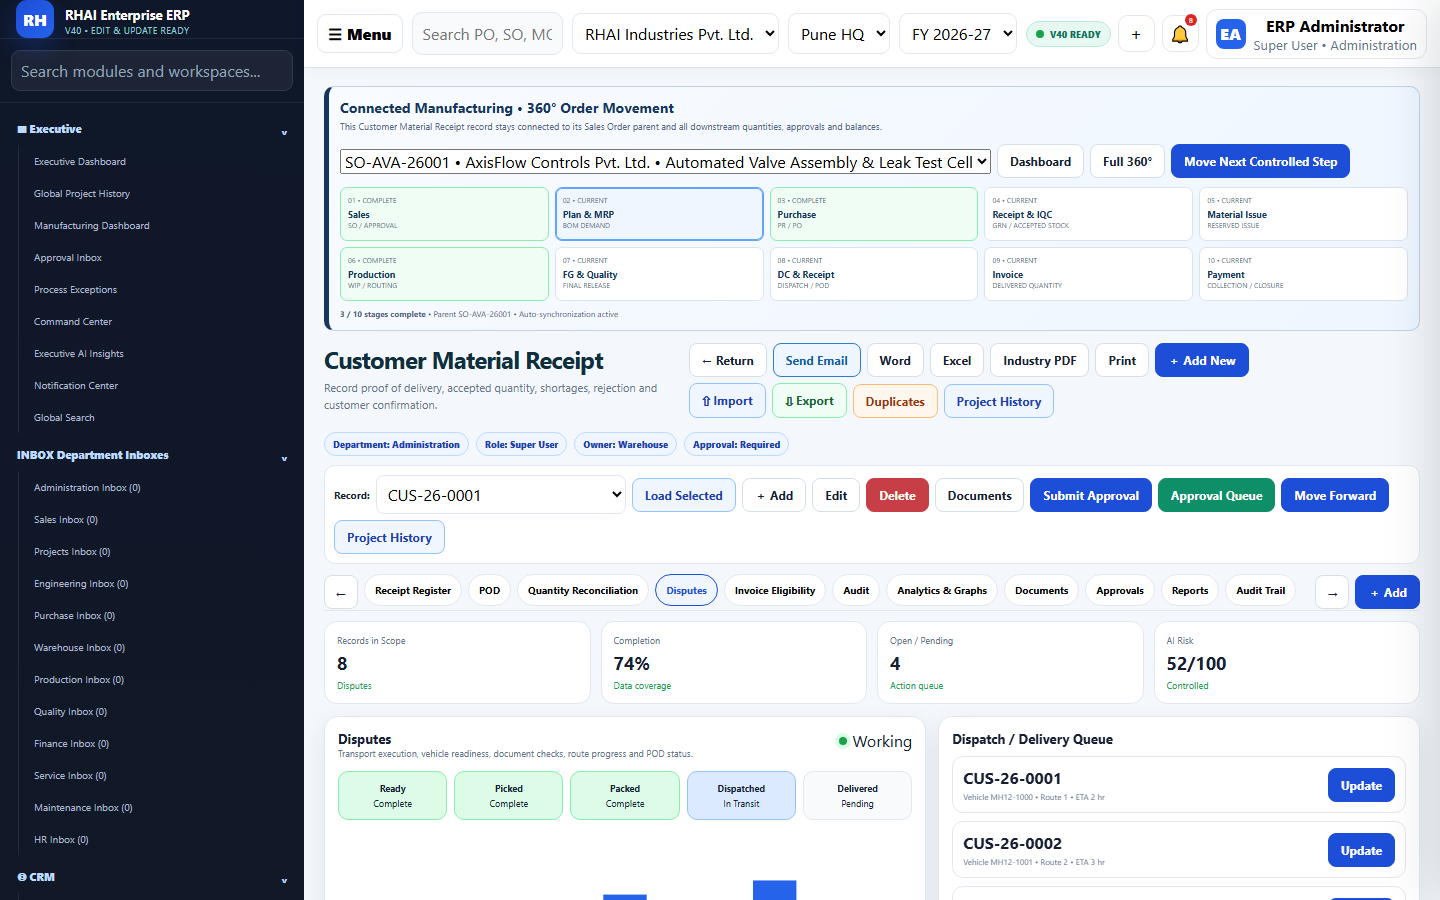 RH
RHAI Enterprise ERP
V40 • EDIT & UPDATE READY
Search modules and workspaces...
Executive
Executive Dashboard
Global Project History
Manufacturing Dashboard
Approval Inbox
Process Exceptions
Command Center
Executive AI Insights
Notification Center
Global Search
INBOX Department Inboxes
Administration Inbox (0)
Sales Inbox (0)
Projects Inbox (0)
Engineering Inbox (0)
Purchase Inbox (0)
Warehouse Inbox (0)
Production Inbox (0)
Quality Inbox (0)
Finance Inbox (0)
Service Inbox (0)
Maintenance Inbox (0)
HR Inbox (0)
CRM
☰ Menu
Search PO, SO, MO
RHAI Industries Pvt. Ltd.
Pune HQ
FY 2026-27
V40 READY
+
8
EA
ERP Administrator
Super User • Administration
Connected Manufacturing • 360° Order Movement
This Customer Material Receipt record stays connected to its Sales Order parent and all downstream quantities, approvals and balances.
SO-AVA-26001 • AxisFlow Controls Pvt. Ltd. • Automated Valve Assembly & Leak Test Cell
Dashboard
Full 360°
Move Next Controlled Step
01 • COMPLETE
Sales
SO / APPROVAL
02 • CURRENT
Plan & MRP
BOM DEMAND
03 • COMPLETE
Purchase
PR / PO
04 • CURRENT
Receipt & IQC
GRN / ACCEPTED STOCK
05 • CURRENT
Material Issue
RESERVED ISSUE
06 • COMPLETE
Production
WIP / ROUTING
07 • CURRENT
FG & Quality
FINAL RELEASE
08 • CURRENT
DC & Receipt
DISPATCH / POD
09 • CURRENT
Invoice
DELIVERED QUANTITY
10 • CURRENT
Payment
COLLECTION / CLOSURE
3 / 10 stages complete • Parent SO-AVA-26001 • Auto-synchronization active
Customer Material Receipt
Record proof of delivery, accepted quantity, shortages, rejection and
customer confirmation.
← Return
Send Email
Word
Excel
Industry PDF
Print
+ Add New
⇧ Import
⇩ Export
Duplicates
Project History
Department: Administration
Role: Super User
Owner: Warehouse
Approval: Required
Record:
CUS-26-0001
Load Selected
+ Add
Edit
Delete
Documents
Submit Approval
Approval Queue
Move Forward
Project History
←
Receipt Register
POD
Quantity Reconciliation
Disputes
Invoice Eligibility
Audit
Analytics & Graphs
Documents
Approvals
Reports
Audit Trail
→
+ Add
Records in Scope
8
Disputes
Completion
74%
Data coverage
Open / Pending
4
Action queue
AI Risk
52/100
Controlled
Disputes
Transport execution, vehicle readiness, document checks, route progress and POD status.
Working
Ready
Complete
Picked
Complete
Packed
Complete
Dispatched
In Transit
Delivered
Pending
Dispatch / Delivery Queue
CUS-26-0001
Vehicle MH12-1000 • Route 1 • ETA 2 hr
Update
CUS-26-0002
Vehicle MH12-1001 • Route 2 • ETA 3 hr
Update